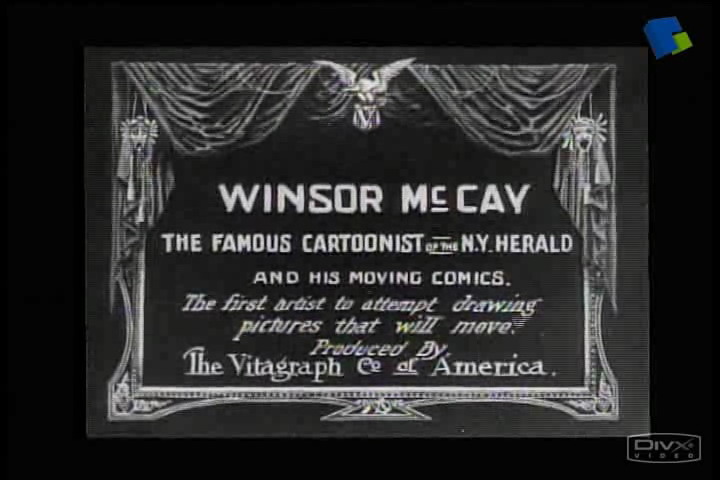 WINSOR McCAY
THE FAMOUS CARTOONIST OF THE N.Y. HERALD
AND HIS MOVING COMICS.
The first artist to attempt drawing
pictures that will move.
Produced By
The Vitagraph Co of America.
DIVX
VIDEO